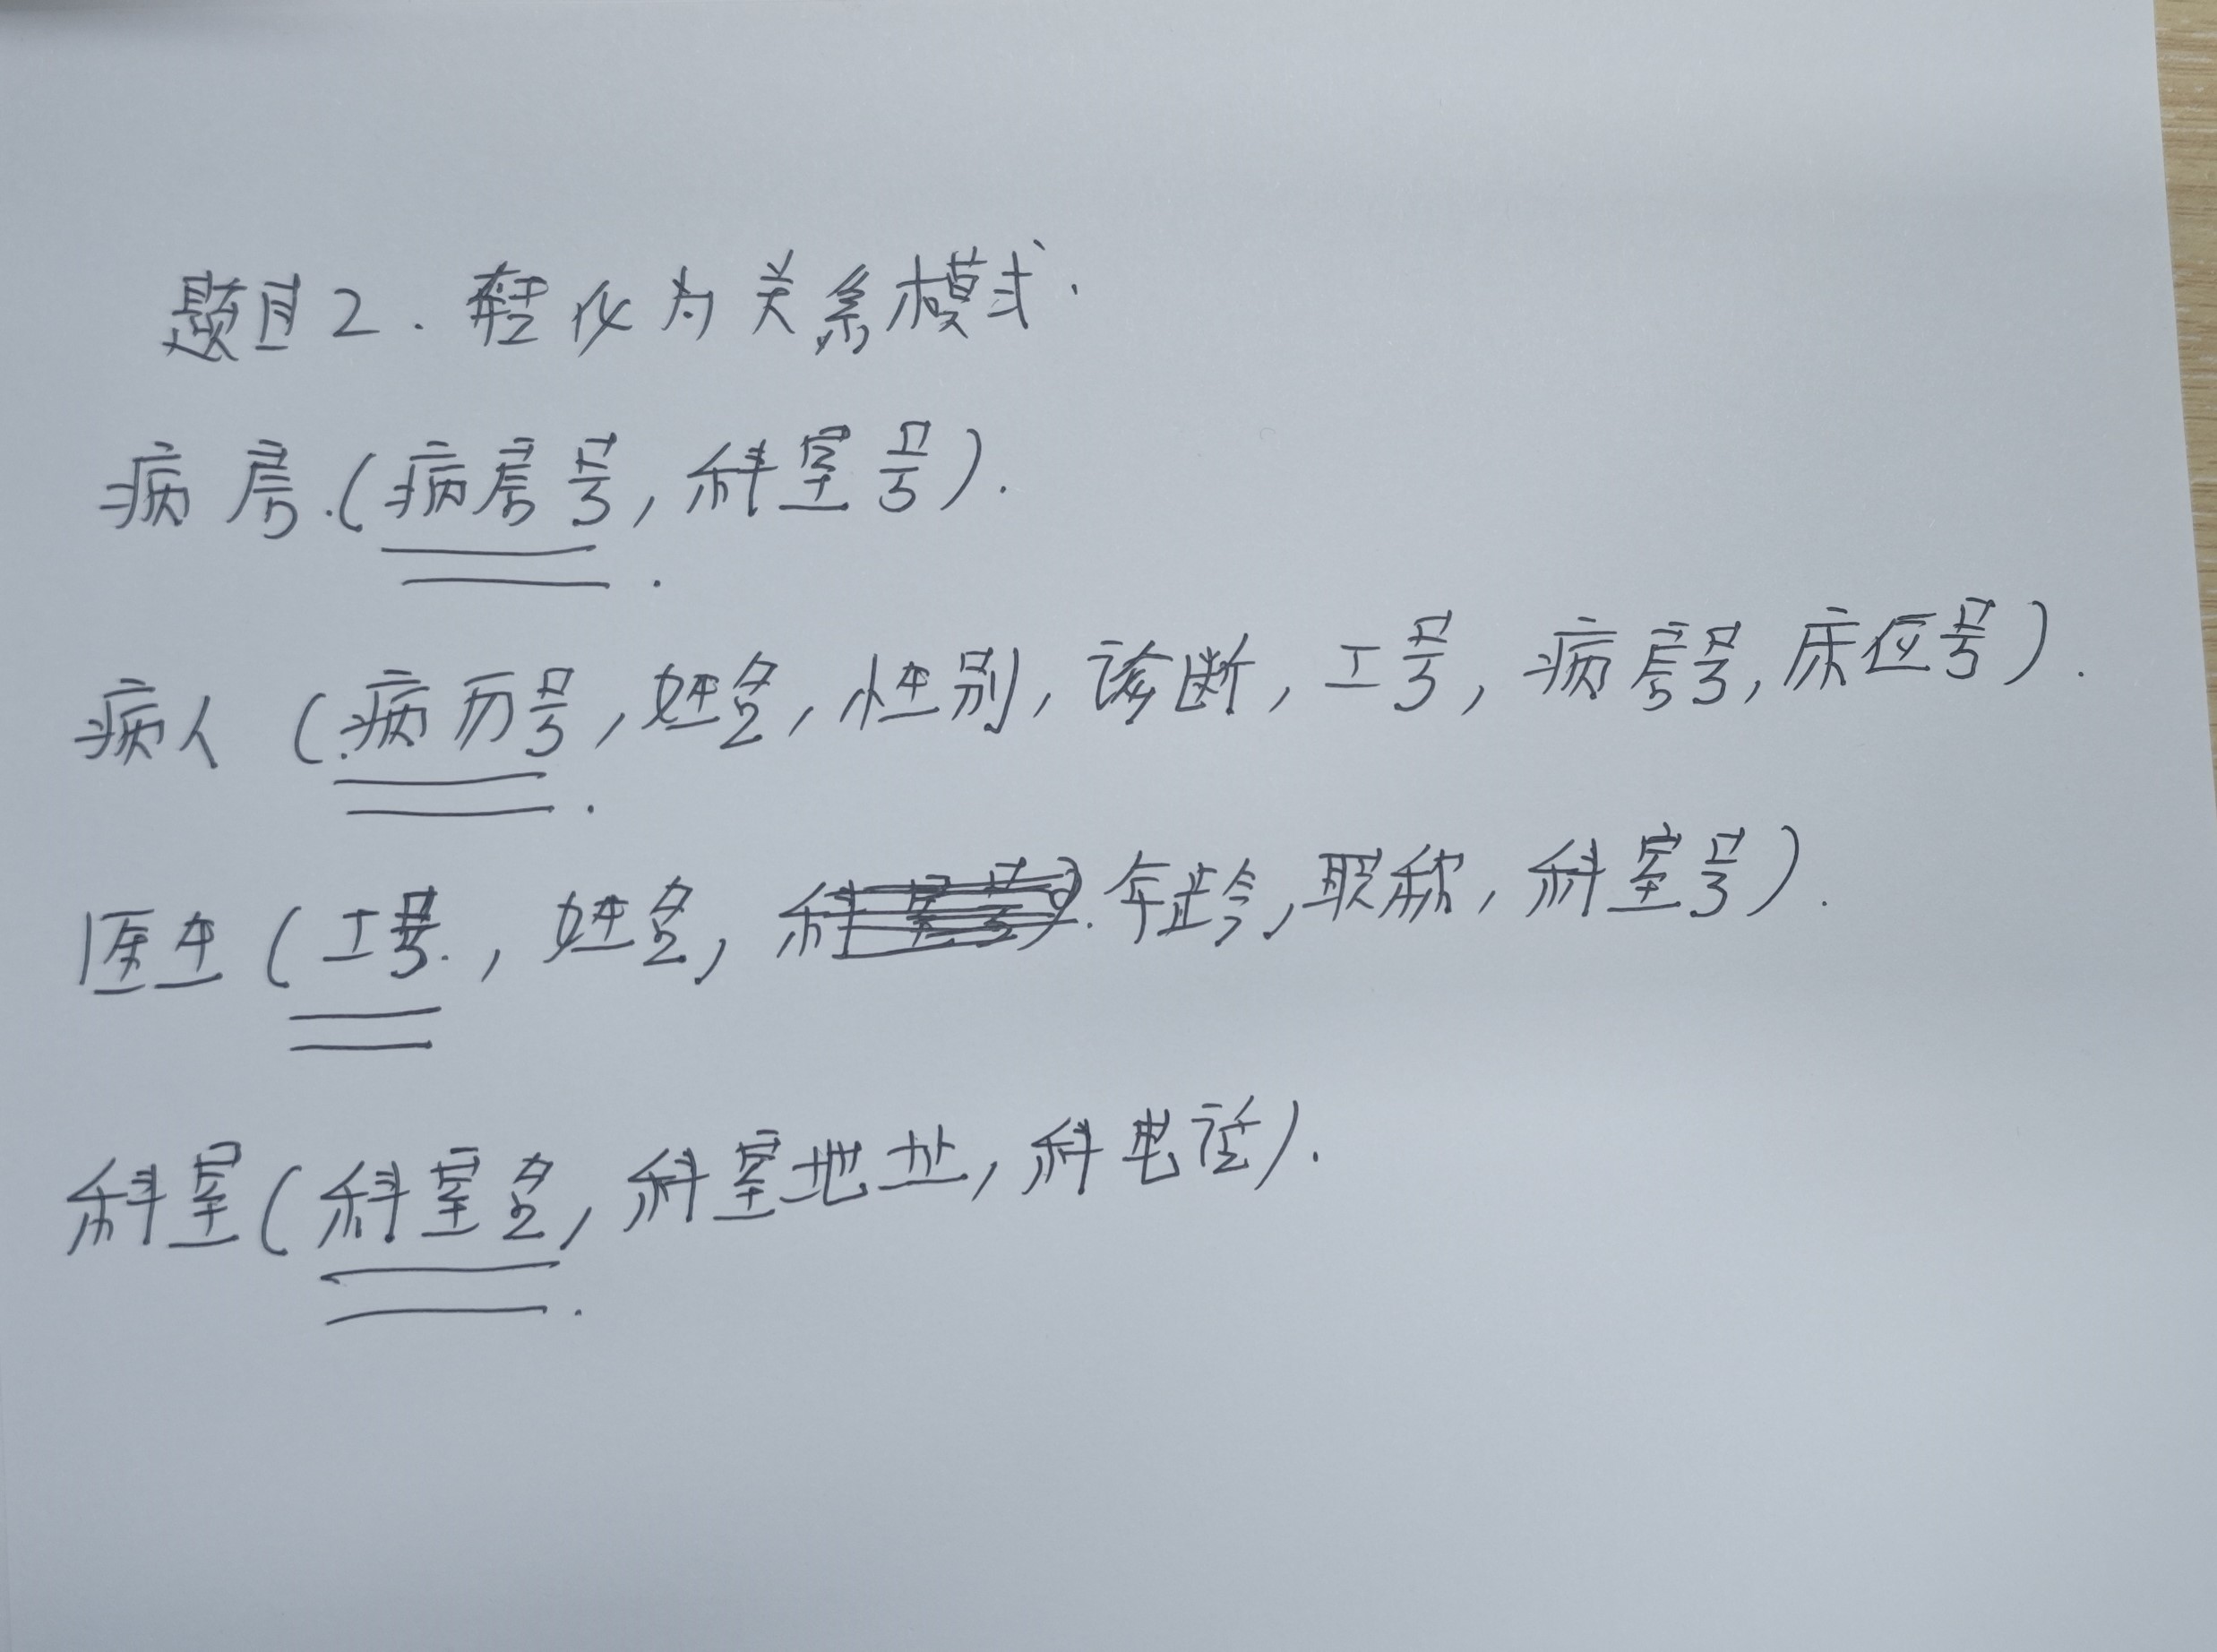 题目2.转化为关系模式.
病房.(病房号,科室号).
病人(病历号,姓名,性别,诊断,工号,病房号,床位号).
医生(工号.,姓名,年龄,职称,科室号).
科室(科室名,科室地址,科电话).